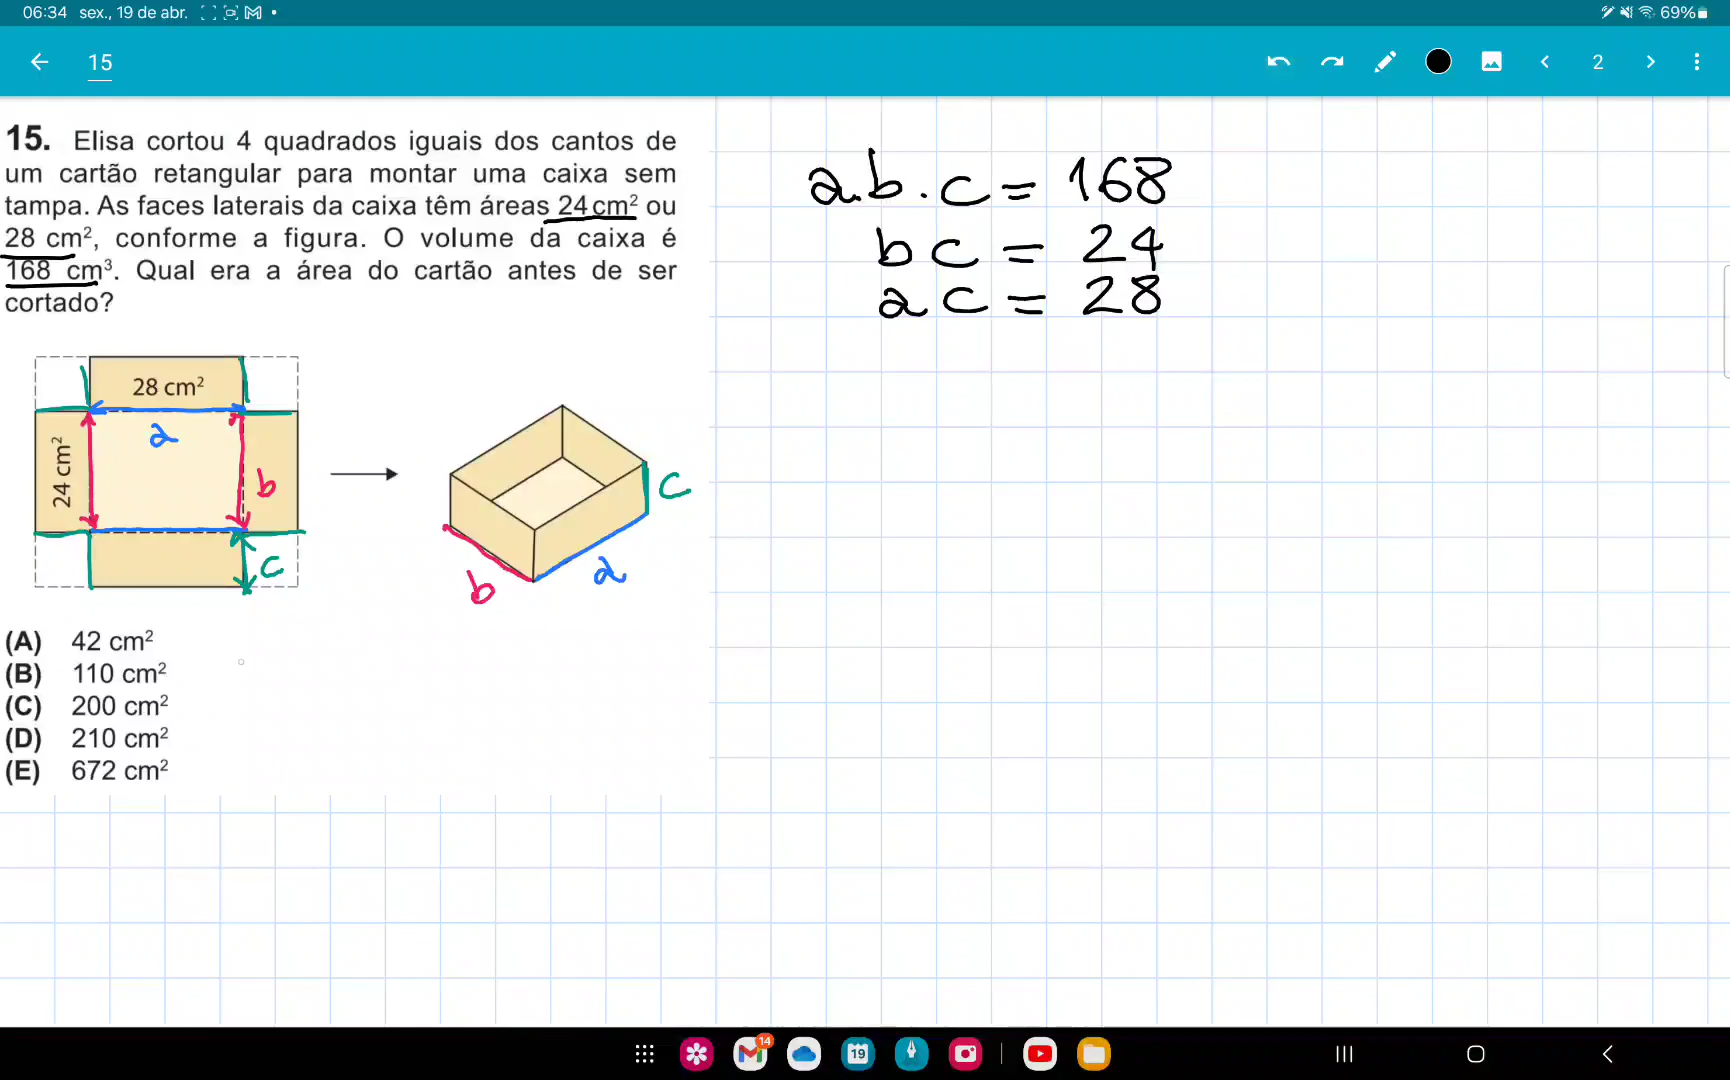 06:34 sex., 19 de abr.
69%
15
2
15. Elisa cortou 4 quadrados iguais dos cantos de
um cartão retangular para montar uma caixa sem
tampa. As faces laterais da caixa têm áreas 24 cm² ou
28 cm², conforme a figura. O volume da caixa é
168 cm³. Qual era a área do cartão antes de ser
cortado?
a.b.c = 168
bc = 24
ac = 28
28 cm²
a
24 cm²
b
c
c
b
a
(A) 42 cm²
(B) 110 cm²
(C) 200 cm²
(D) 210 cm²
(E) 672 cm²
14
19